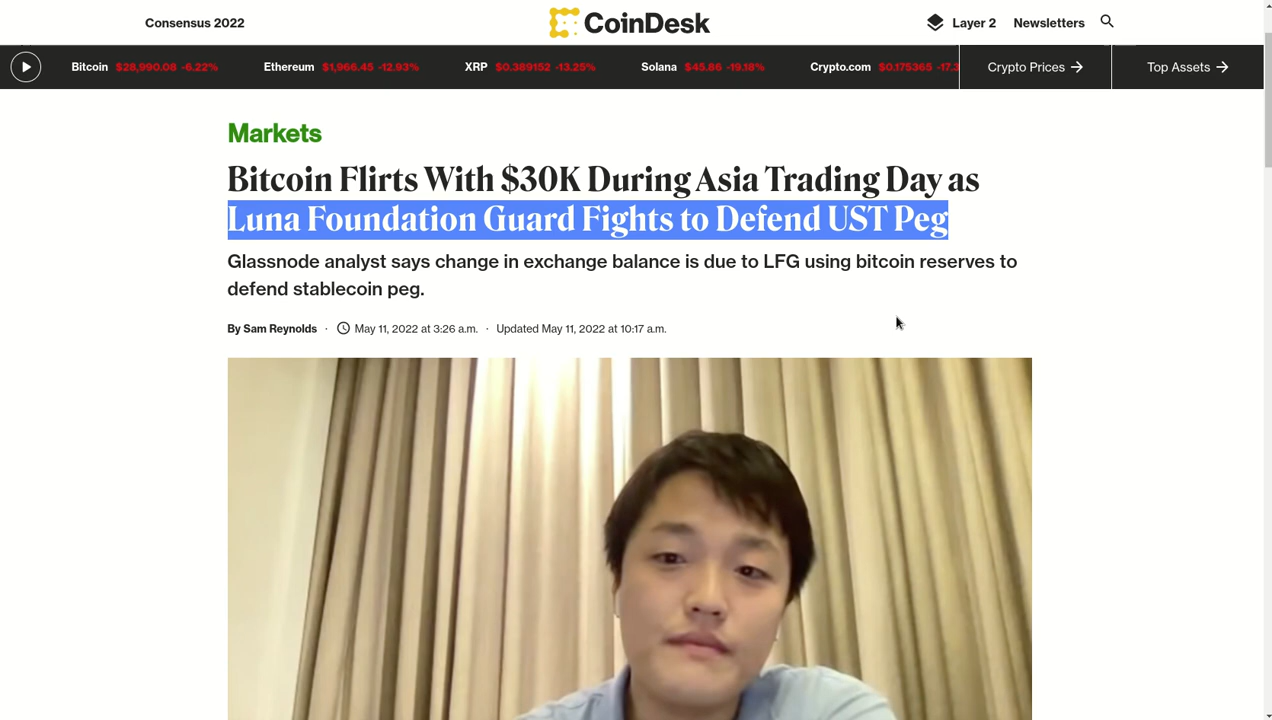 Consensus 2022
CoinDesk
Layer 2
Newsletters
Bitcoin $28,990.08 -6.22%
Ethereum $1,966.45 -12.93%
XRP $0.389152 -13.25%
Solana $45.86 -19.18%
Crypto.com $0.175365 -17.3
Crypto Prices
Top Assets
Markets
Bitcoin Flirts With $30K During Asia Trading Day as
Luna Foundation Guard Fights to Defend UST Peg
Glassnode analyst says change in exchange balance is due to LFG using bitcoin reserves to
defend stablecoin peg.
By Sam Reynolds · May 11, 2022 at 3:26 a.m. · Updated May 11, 2022 at 10:17 a.m.